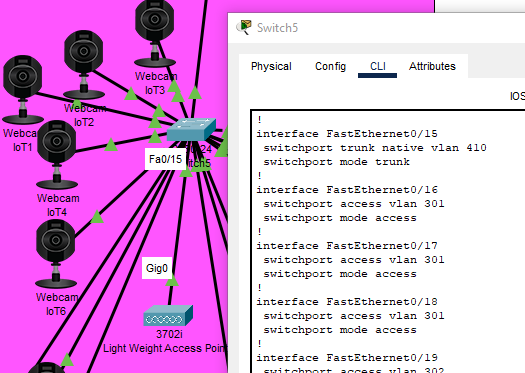 Switch5
Physical
Config
CLI
Attributes
IOS
!
interface FastEthernet0/15
switchport trunk native vlan 410
switchport mode trunk
!
interface FastEthernet0/16
switchport access vlan 301
switchport mode access
!
interface FastEthernet0/17
switchport access vlan 301
switchport mode access
!
interface FastEthernet0/18
switchport access vlan 301
switchport mode access
!
interface FastEthernet0/19
switchport access vlan 302
Webcam
IoT3
Webcam
IoT2
Webcam
IoT1
Fa0/15
24
Webcam
IoT4
Gig0
Webcam
IoT6
3702i
Light Weight Access Poin